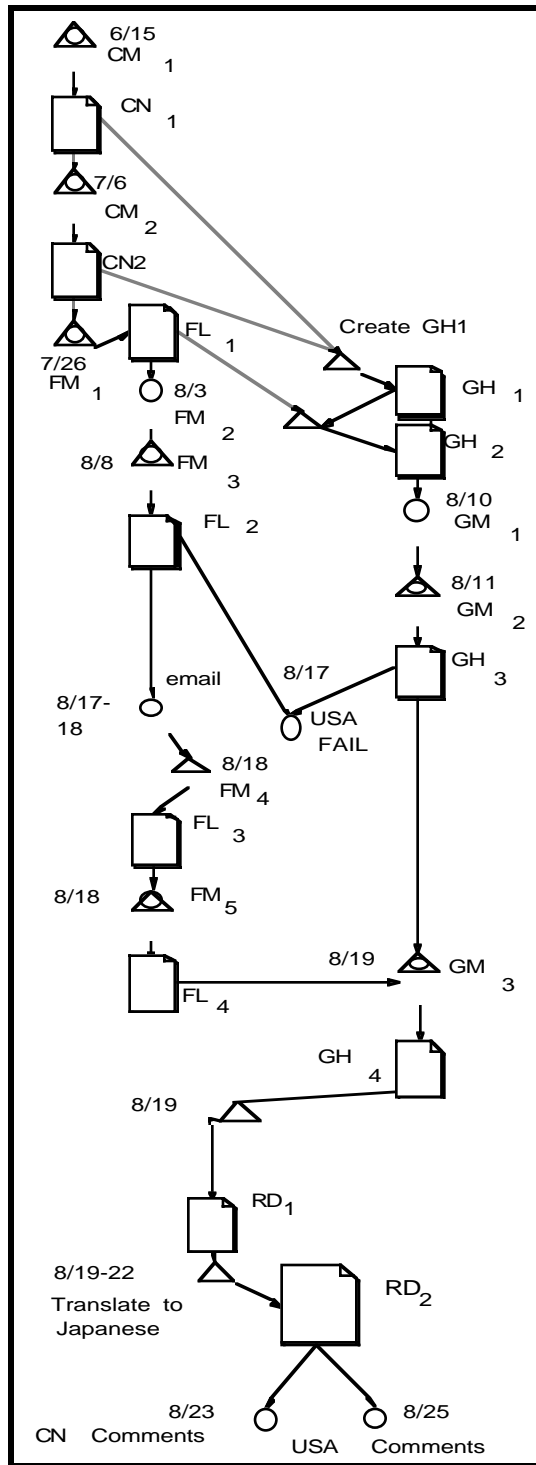 6/15
CM 1
CN 1
7/6
CM 2
CN2
Create GH1
FL 1
7/26
FM 1
GH 1
8/3
FM 2
GH 2
8/8 FM 3
8/10
GM 1
FL 2
8/11
GM 2
GH 3
8/17
email
8/17-
18
USA
FAIL
8/18
FM 4
FL 3
8/18 FM 5
8/19 GM 3
FL 4
GH 4
8/19
RD 1
8/19-22
Translate to
Japanese
RD 2
8/23 8/25
CN Comments USA Comments